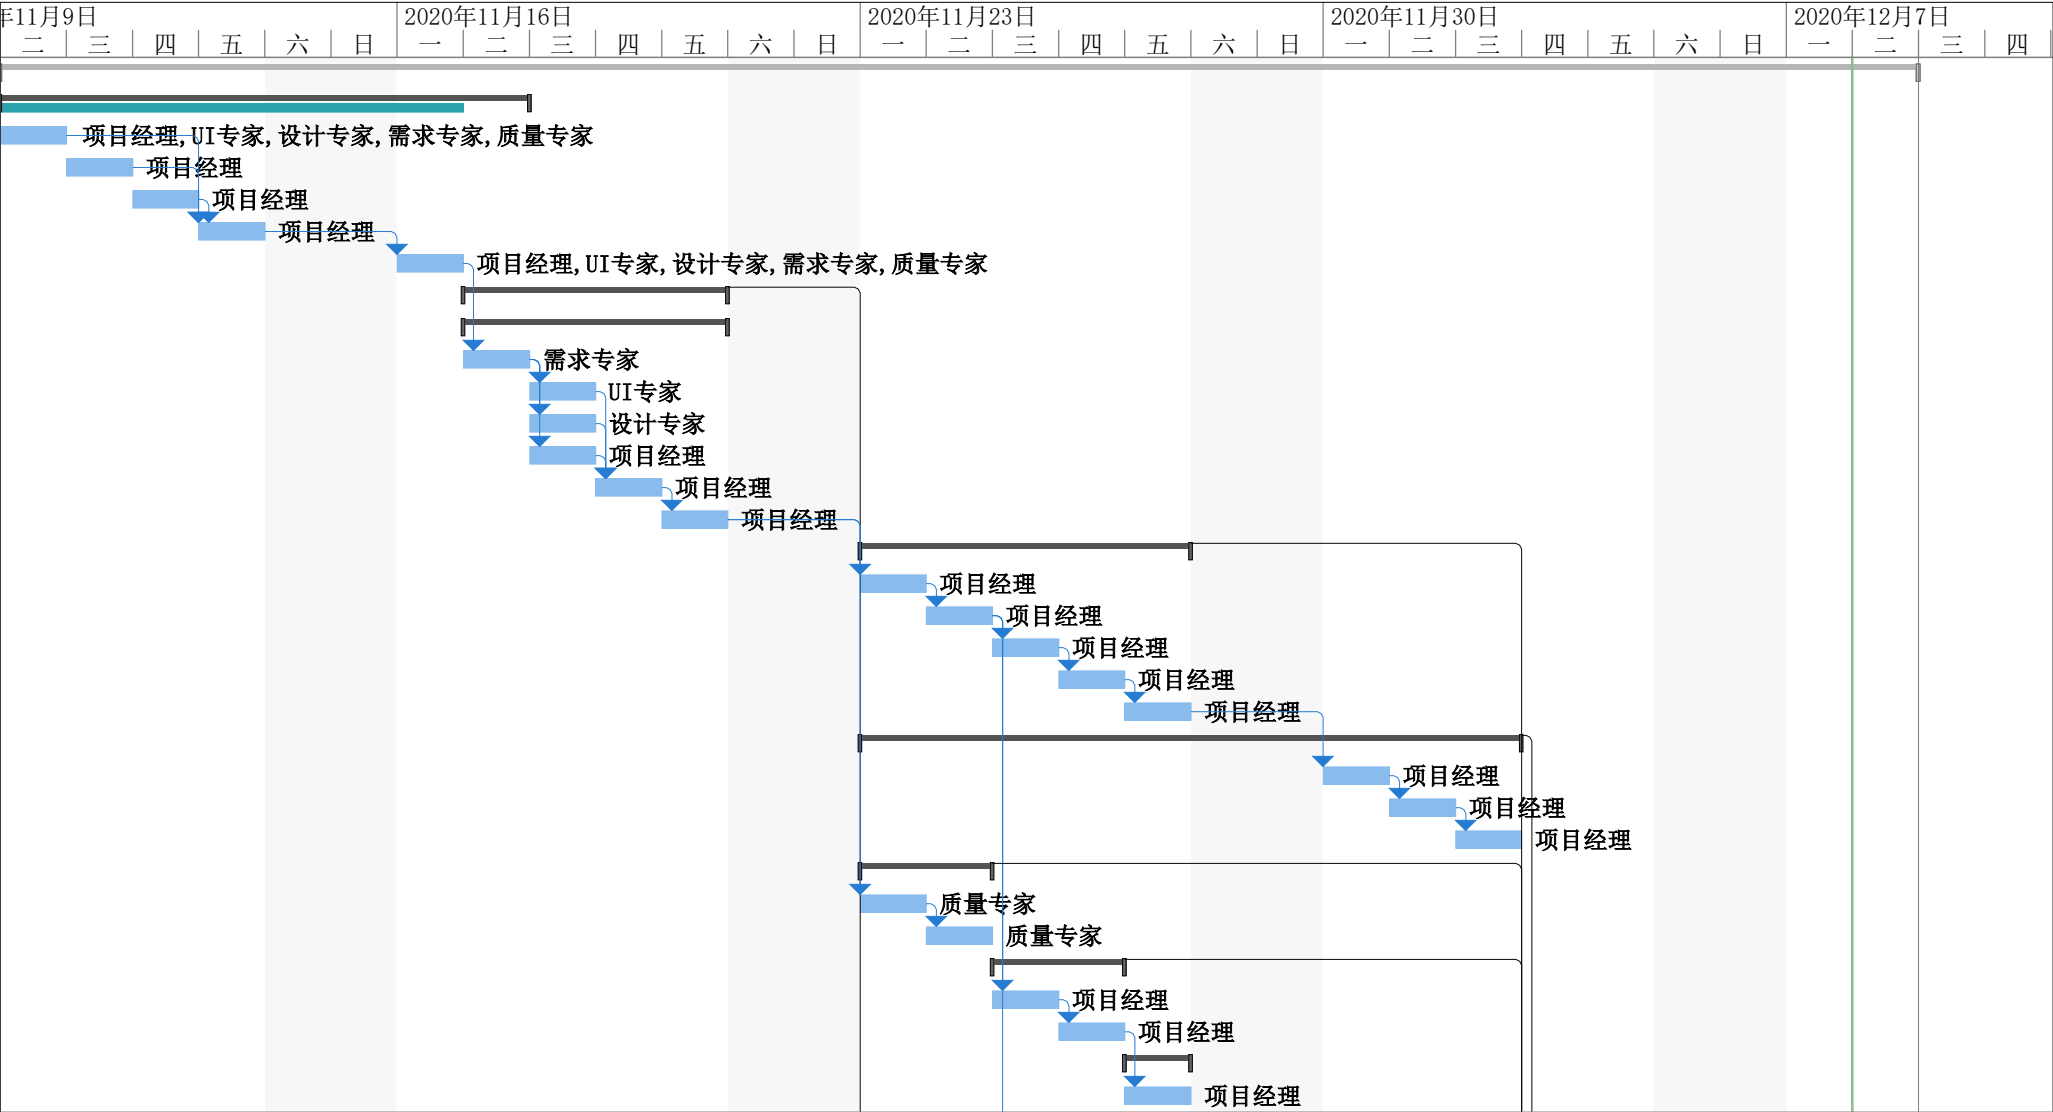 年11月9日 2020年11月16日 2020年11月23日 2020年11月30日 2020年12月7日
二 三 四 五 六 日 一 二 三 四 五 六 日 一 二 三 四 五 六 日 一 二 三 四 五 六 日 一 二 三 四
项目经理,UI专家,设计专家,需求专家,质量专家
项目经理
项目经理
项目经理
项目经理,UI专家,设计专家,需求专家,质量专家
需求专家
UI专家
设计专家
项目经理
项目经理
项目经理
项目经理
项目经理
项目经理
项目经理
项目经理
项目经理
项目经理
项目经理
质量专家
质量专家
项目经理
项目经理
项目经理